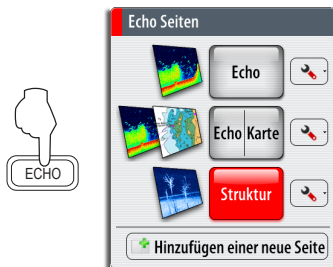 Echo Seiten
Echo
Echo Karte
ECHO
Struktur
Hinzufügen einer neue Seite